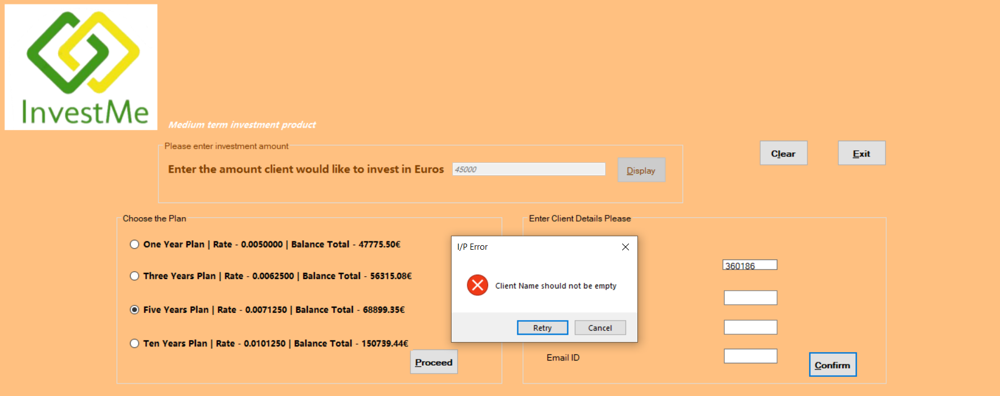 InvestMe
Medium term investment product
Please enter investment amount
Enter the amount client would like to invest in Euros
45000
Display
Clear
Exit
Choose the Plan
One Year Plan | Rate - 0.0050000 | Balance Total - 47775.50€
Three Years Plan | Rate - 0.0062500 | Balance Total - 56315.08€
Five Years Plan | Rate - 0.0071250 | Balance Total - 68899.35€
Ten Years Plan | Rate - 0.0101250 | Balance Total - 150739.44€
Proceed
Enter Client Details Please
I/P Error
Client Name should not be empty
Retry
Cancel
360186
Email ID
Confirm